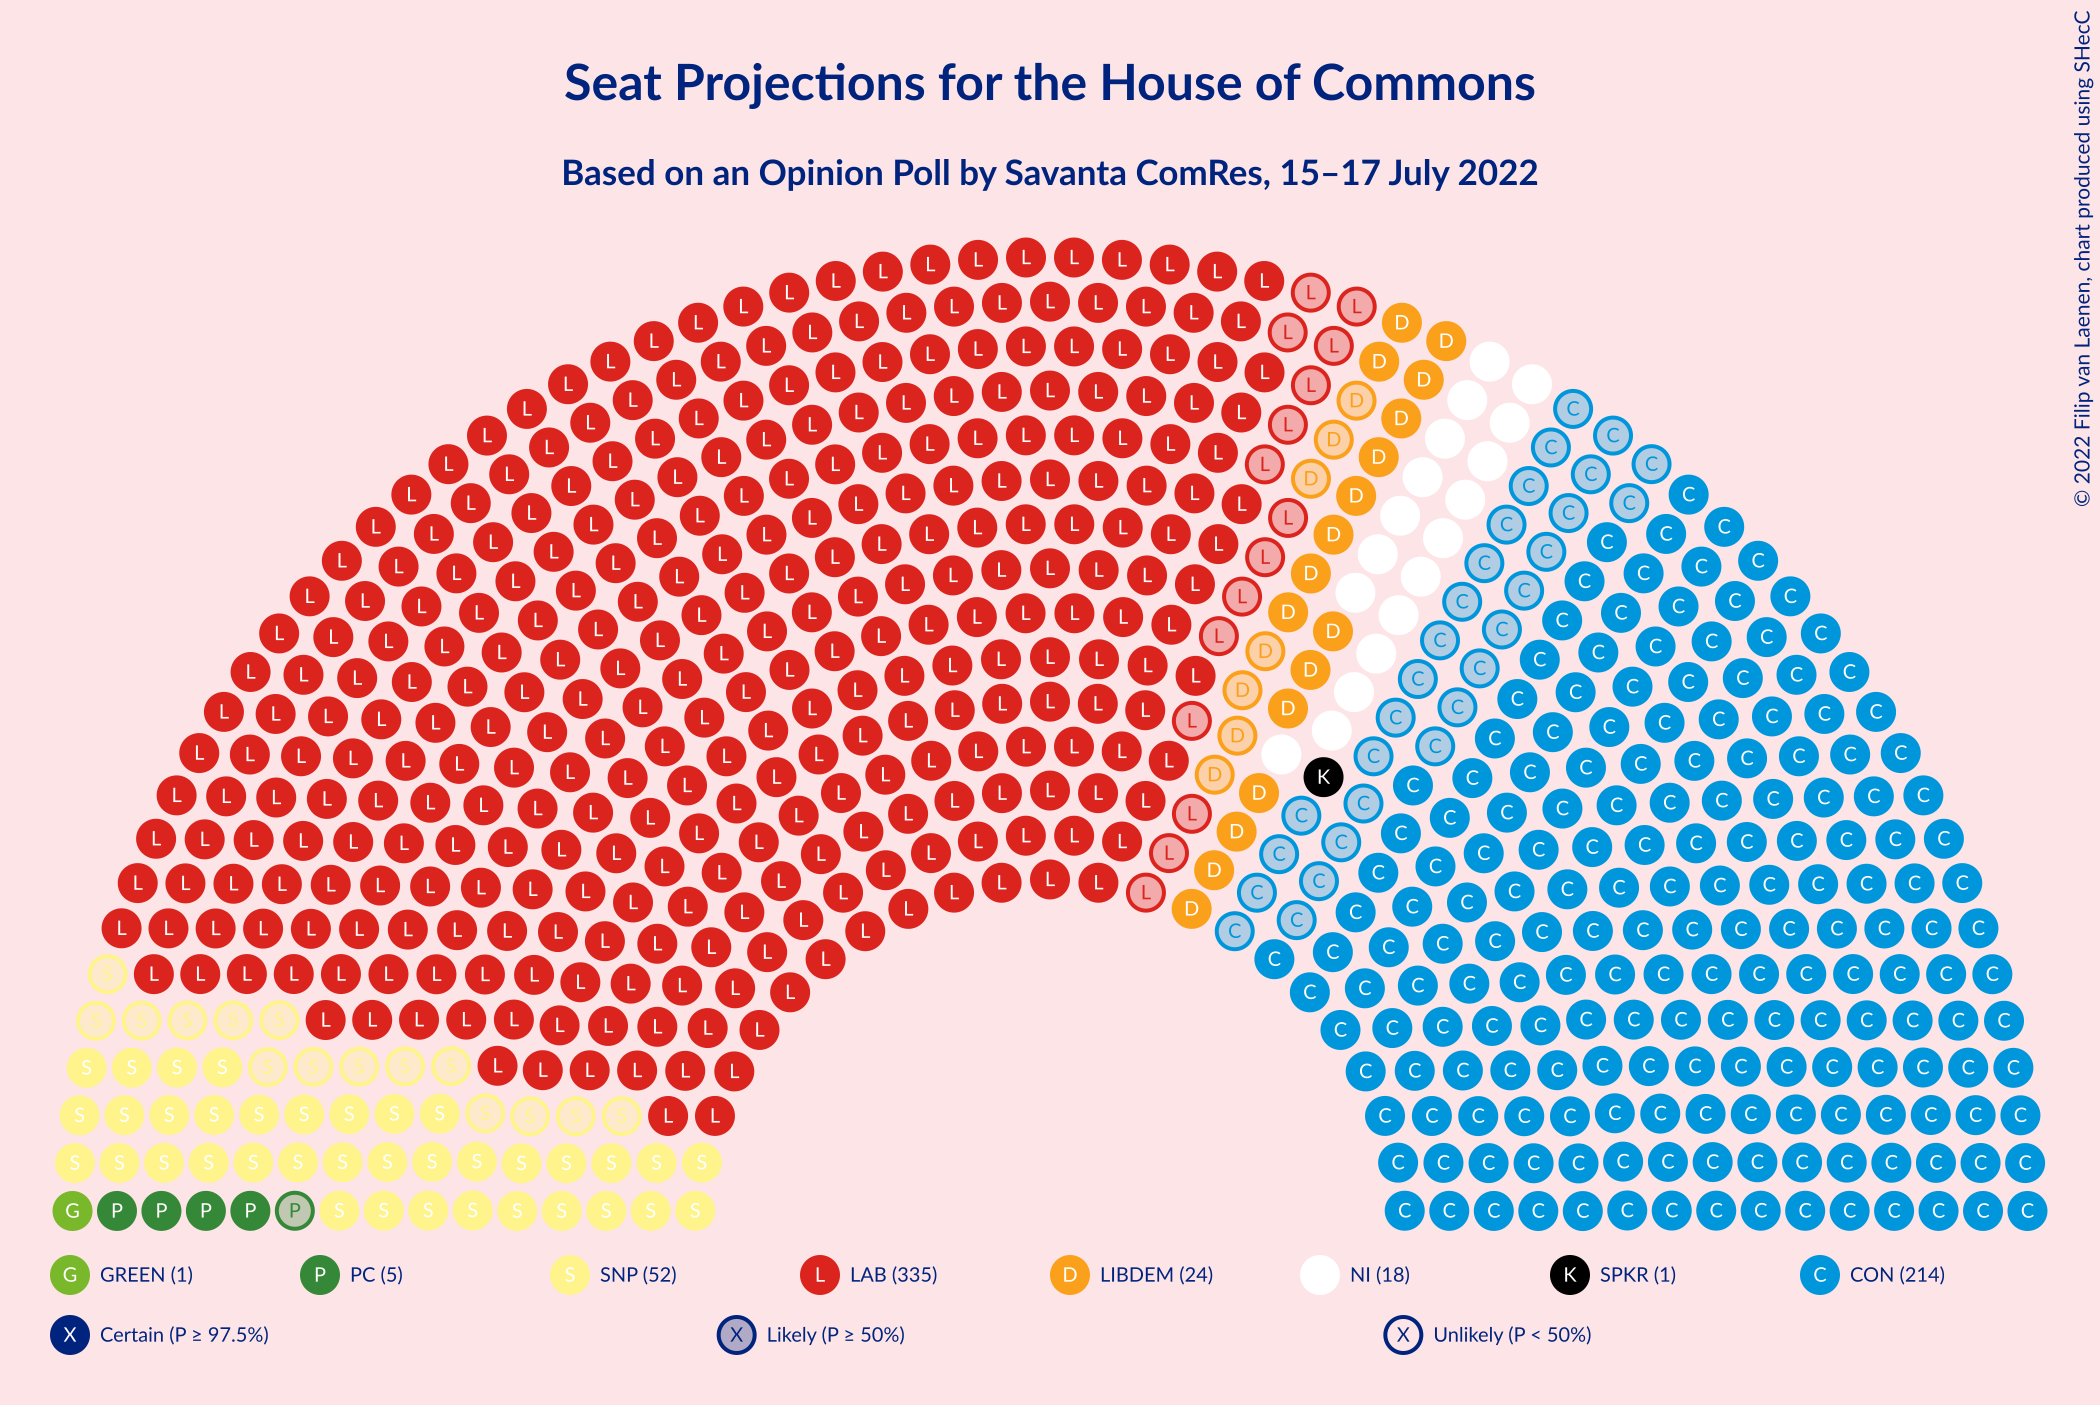 Seat Projections for the House of Commons
Based on an Opinion Poll by Savanta ComRes, 15–17 July 2022
© 2022 Filip van Laenen, chart produced using SHecC
G GREEN (1)
P PC (5)
S SNP (52)
L LAB (335)
D LIBDEM (24)
NI (18)
K SPKR (1)
C CON (214)
X Certain (P ≥ 97.5%)
X Likely (P ≥ 50%)
X Unlikely (P < 50%)